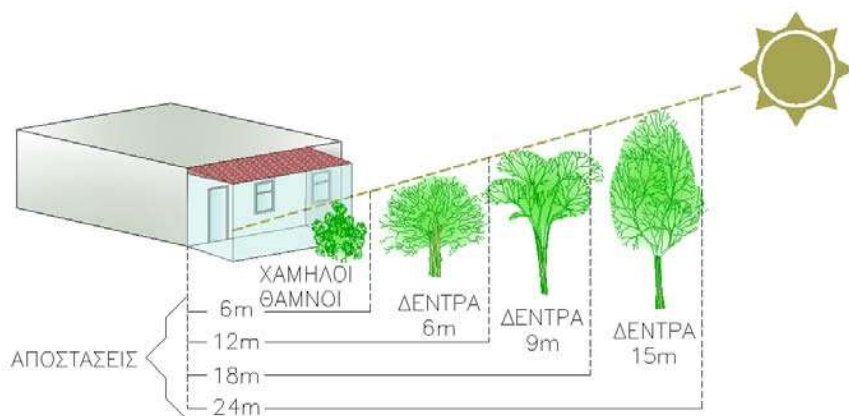 ΧΑΜΗΛΟΙ
ΘΑΜΝΟΙ
ΔΕΝΤΡΑ
6m
ΔΕΝΤΡΑ
9m
ΔΕΝΤΡΑ
15m
ΑΠΟΣΤΑΣΕΙΣ
6m
12m
18m
24m